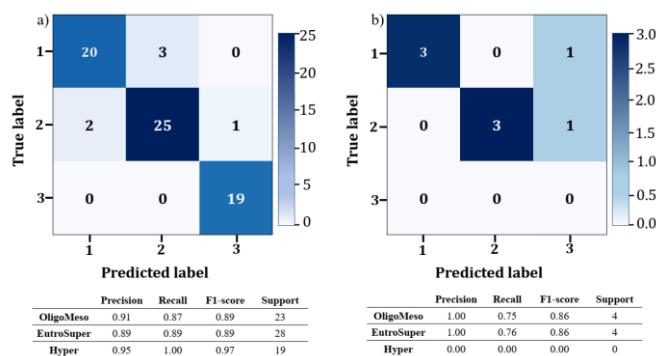 a)
True label
1 20 3 0
2 2 25 1
3 0 0 19
1 2 3
Predicted label
25
20
15
10
5
0
Precision Recall F1-score Support
OligoMeso 0.91 0.87 0.89 23
EutroSuper 0.89 0.89 0.89 28
Hyper 0.95 1.00 0.97 19
b)
True label
1 3 0 1
2 0 3 1
3 0 0 0
1 2 3
Predicted label
3.0
2.5
2.0
1.5
1.0
0.5
0.0
Precision Recall F1-score Support
OligoMeso 1.00 0.75 0.86 4
EutroSuper 1.00 0.76 0.86 4
Hyper 0.00 0.00 0.00 0